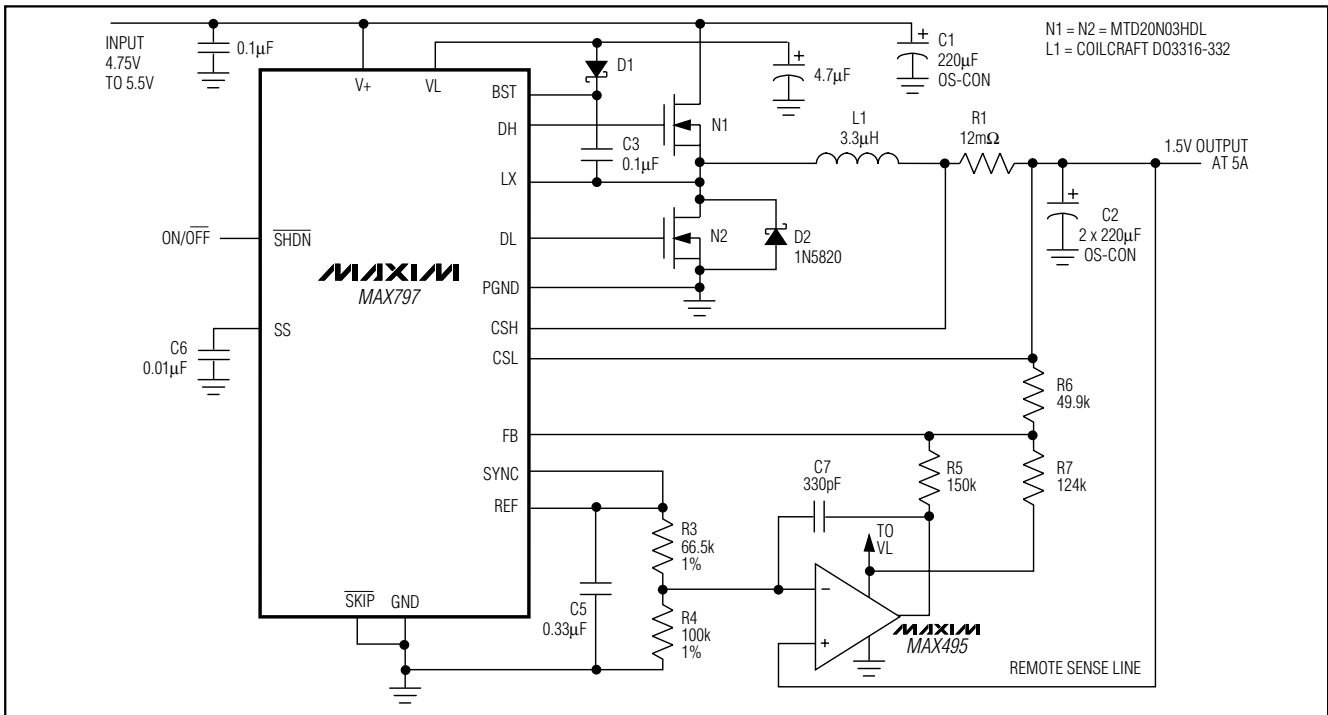 INPUT
4.75V
TO 5.5V
0.1μF
V+
VL
D1
4.7μF
C1
220μF
OS-CON
N1 = N2 = MTD20N03HDL
L1 = COILCRAFT DO3316-332
BST
DH
N1
C3
0.1μF
LX
L1
3.3μH
R1
12mΩ
1.5V OUTPUT
AT 5A
ON/OFF
SHDN
DL
N2
D2
1N5820
C2
2 x 220μF
OS-CON
MAXIM
MAX797
PGND
SS
CSH
C6
0.01μF
CSL
R6
49.9k
FB
SYNC
REF
C7
330pF
R5
150k
R7
124k
R3
66.5k
1%
TO
VL
SKIP
GND
C5
0.33μF
R4
100k
1%
−
+
MAXIM
MAX495
REMOTE SENSE LINE
+
+
+